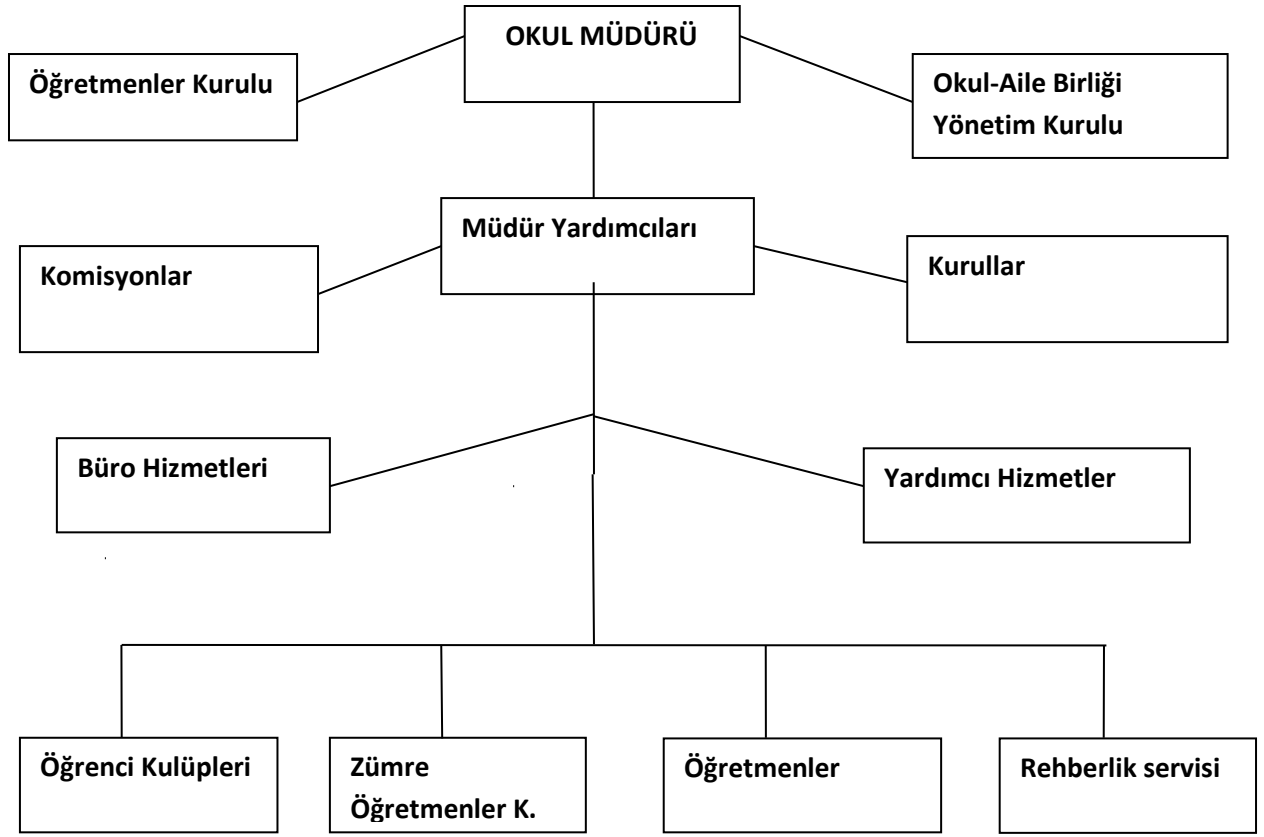 OKUL MÜDÜRÜ
Öğretmenler Kurulu
Okul-Aile Birliği
Yönetim Kurulu
Müdür Yardımcıları
Komisyonlar
Kurullar
Büro Hizmetleri
Yardımcı Hizmetler
Öğrenci Kulüpleri
Zümre
Öğretmenler K.
Öğretmenler
Rehberlik servisi